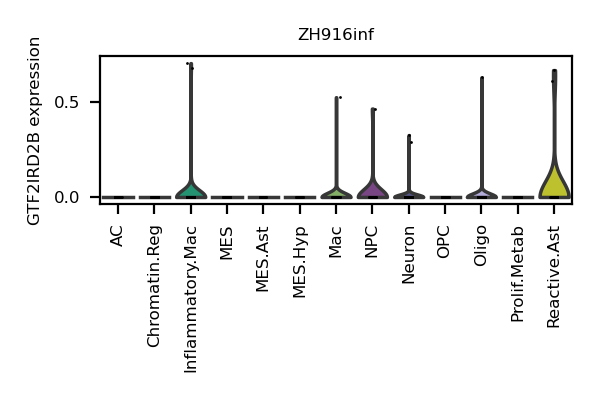 ZH916inf
GTF2IRD2B expression
0.5
0.0
AC
Chromatin.Reg
Inflammatory.Mac
MES
MES.Ast
MES.Hyp
Mac
NPC
Neuron
OPC
Oligo
Prolif.Metab
Reactive.Ast